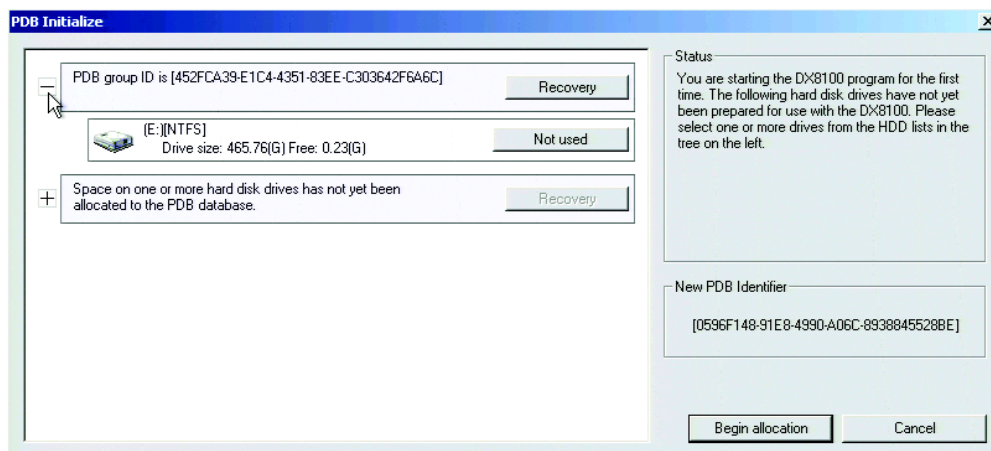 PDB Initialize
PDB group ID is [452FCA39-E1C4-4351-83EE-C303642F6A6C]
Recovery
(E:)[NTFS]
Drive size: 465.76(G) Free: 0.23(G)
Not used
Space on one or more hard disk drives has not yet been
allocated to the PDB database.
Recovery
Status
You are starting the DX8100 program for the first
time. The following hard disk drives have not yet
been prepared for use with the DX8100. Please
select one or more drives from the HDD lists in the
tree on the left.
New PDB Identifier
[0596F148-91E8-4990-A06C-8938845528BE]
Begin allocation
Cancel